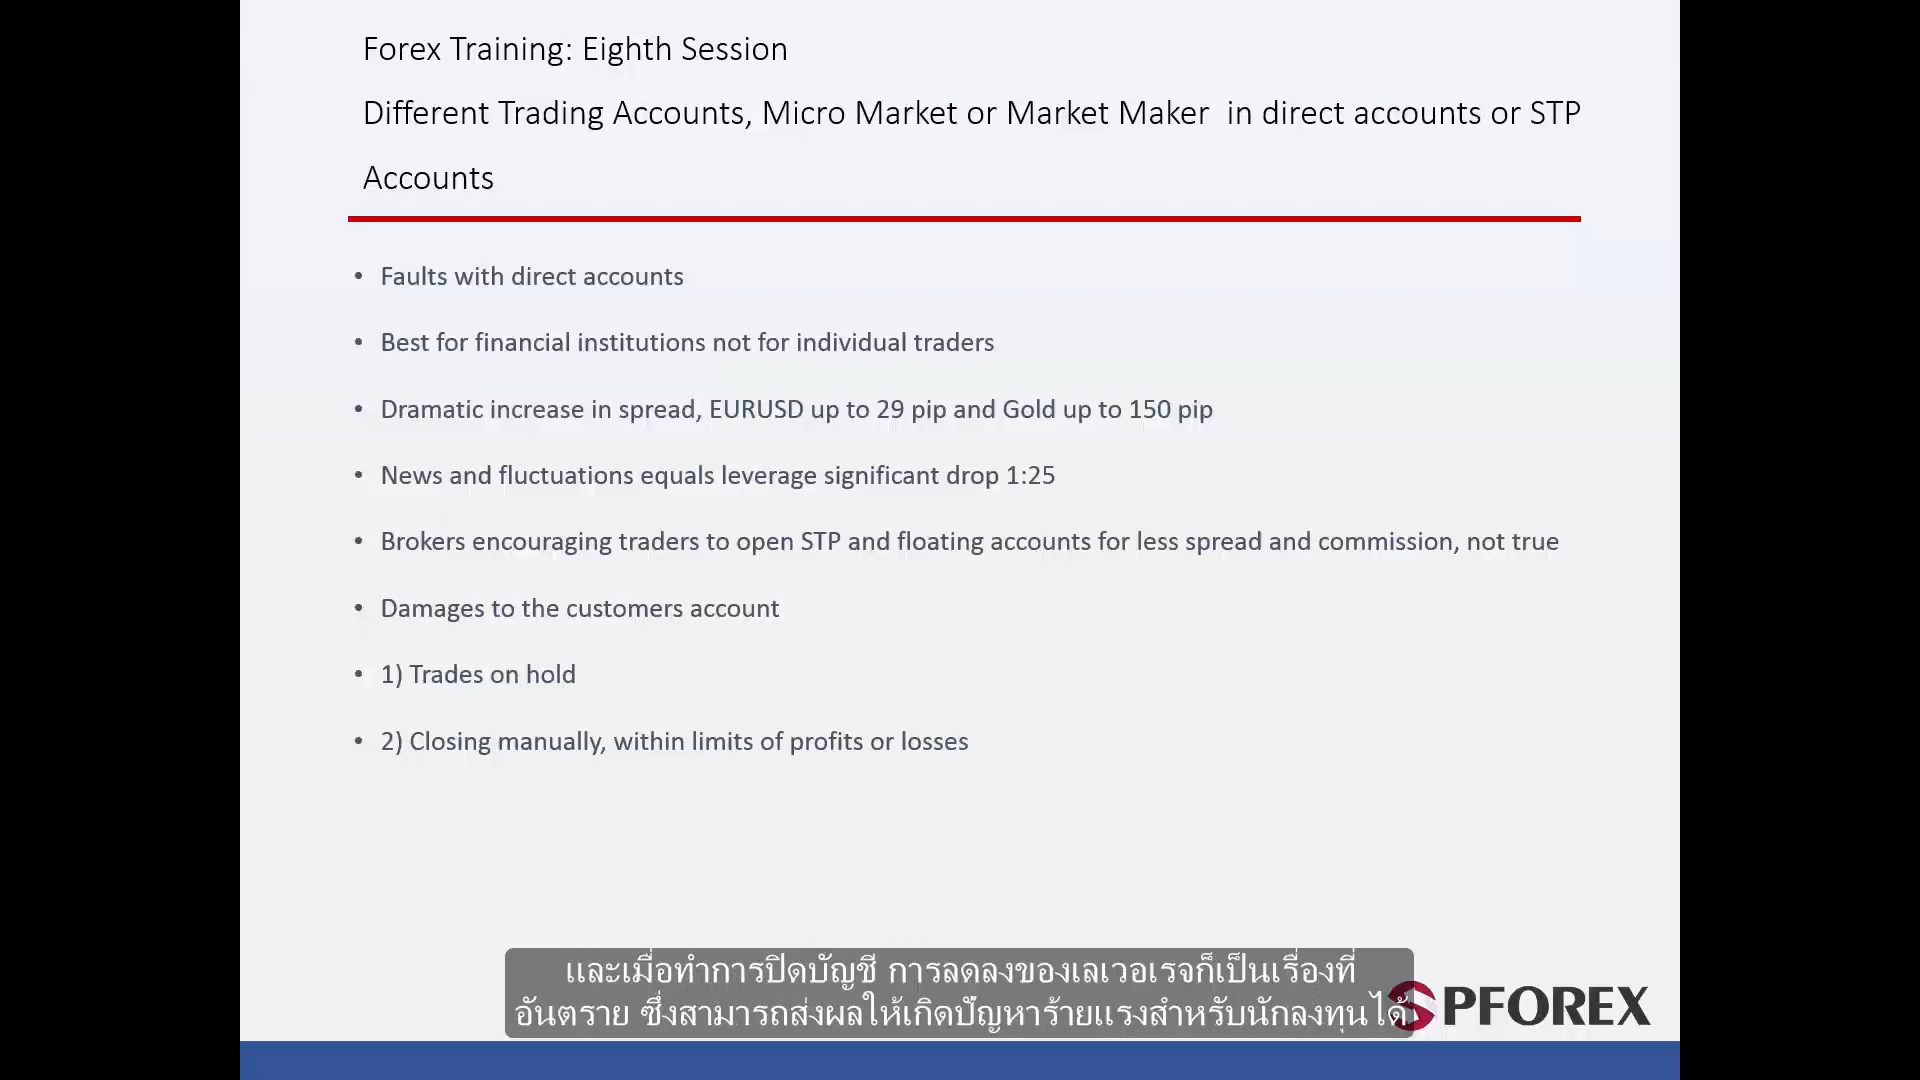 Forex Training: Eighth Session
Different Trading Accounts, Micro Market or Market Maker in direct accounts or STP
Accounts
• Faults with direct accounts
• Best for financial institutions not for individual traders
• Dramatic increase in spread, EURUSD up to 29 pip and Gold up to 150 pip
• News and fluctuations equals leverage significant drop 1:25
• Brokers encouraging traders to open STP and floating accounts for less spread and commission, not true
• Damages to the customers account
• 1) Trades on hold
• 2) Closing manually, within limits of profits or losses
และเมื่อทำการปิดบัญชี การลดลงของเลเวอเรจก็เป็นเรื่องที่
อันตราย ซึ่งสามารถส่งผลให้เกิดปัญหาร้ายแรงสำหรับนักลงทุนได้
SPFOREX